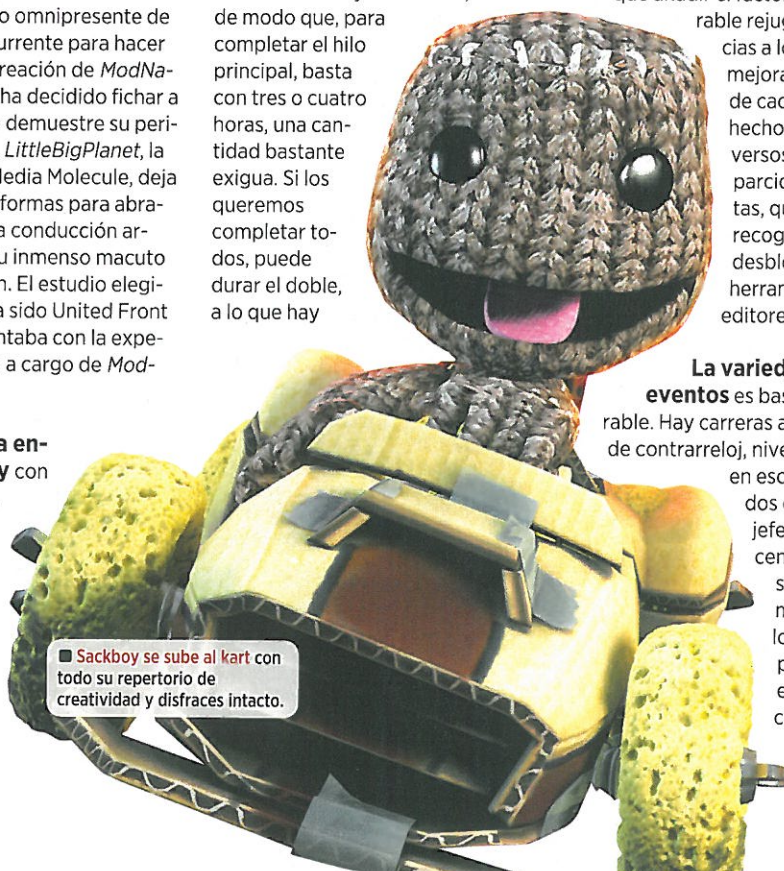 o omnipresente de
urrente para hacer
reación de ModNa-
ha decidido fichar a
demuestre su peri-
LittleBigPlanet, la
Media Molecule, deja
formas para abra-
a conducción ar-
u inmenso macuto
n. El estudio elegi-
a sido United Front
ntaba con la expe-
a cargo de Mod-
a en-
y con
de modo que, para
completar el hilo
principal, basta
con tres o cuatro
horas, una can-
tidad bastante
exigua. Si los
queremos
completar to-
dos, puede
durar el doble,
a lo que hay
rable rejug
cias a l
mejora
de cad
hecho
versos
parcid
tas, qu
recog
desblo
herrar
editore
La varied
eventos es bas
rable. Hay carreras a
de contrarreloj, nive
en esc
dos
jefe
cen
s
n
lo
p
e
c
■ Sackboy se sube al kart con
todo su repertorio de
creatividad y disfraces intacto.